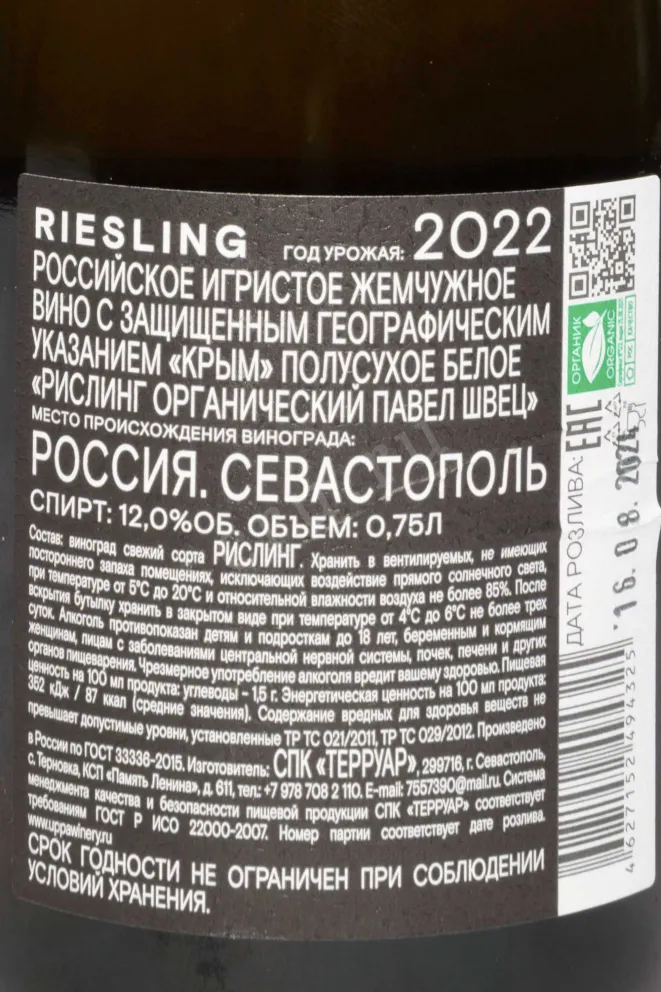 RIESLING ГОД УРОЖАЯ: 2022
РОССИЙСКОЕ ИГРИСТОЕ ЖЕМЧУЖНОЕ
ВИНО С ЗАЩИЩЕННЫМ ГЕОГРАФИЧЕСКИМ
УКАЗАНИЕМ «КРЫМ» ПОЛУСУХОЕ БЕЛОЕ
«РИСЛИНГ ОРГАНИЧЕСКИЙ ПАВЕЛ ШВЕЦ»
МЕСТО ПРОИСХОЖДЕНИЯ ВИНОГРАДА:
РОССИЯ. СЕВАСТОПОЛЬ
СПИРТ: 12,0%ОБ. ОБЪЕМ: 0,75Л
Состав: виноград свежий сорта РИСЛИНГ. Хранить в вентилируемых, не имеющих
постороннего запаха помещениях, исключающих воздействие прямого солнечного света,
при температуре от 5°С до 20°С и относительной влажности воздуха не более 85%. После
вскрытия бутылку хранить в закрытом виде при температуре от 4°С до 6°С не более трех
суток. Алкоголь противопоказан детям и подросткам до 18 лет, беременным и кормящим
женщинам, лицам с заболеваниями центральной нервной системы, почек, печени и других
органов пищеварения. Чрезмерное употребление алкоголя вредит вашему здоровью. Пищевая
ценность на 100 мл продукта: углеводы – 1,5 г. Энергетическая ценность на 100 мл продукта:
352 кДж / 87 ккал (средние значения). Содержание вредных для здоровья веществ не
превышает допустимые уровни, установленные ТР ТС 021/2011, ТР ТС 029/2012. Произведено
в России по ГОСТ 33336-2015. Изготовитель: СПК «ТЕРРУАР», 299716, г. Севастополь,
с. Терновка, КСП «Память Ленина», д. 611, тел.: +7 978 708 2 110. E-mail: 7557390@mail.ru. Система
менеджмента качества и безопасности пищевой продукции СПК «ТЕРРУАР» соответствует
требованиям ГОСТ Р ИСО 22000-2007. Номер партии соответствует дате розлива.
www.uppawinery.ru
СРОК ГОДНОСТИ НЕ ОГРАНИЧЕН ПРИ СОБЛЮДЕНИИ
УСЛОВИЙ ХРАНЕНИЯ.
ОРГАНИК
ORGANIC
ЕАС
ДАТА РОЗЛИВА: 16.08.2024
4 627152 494325